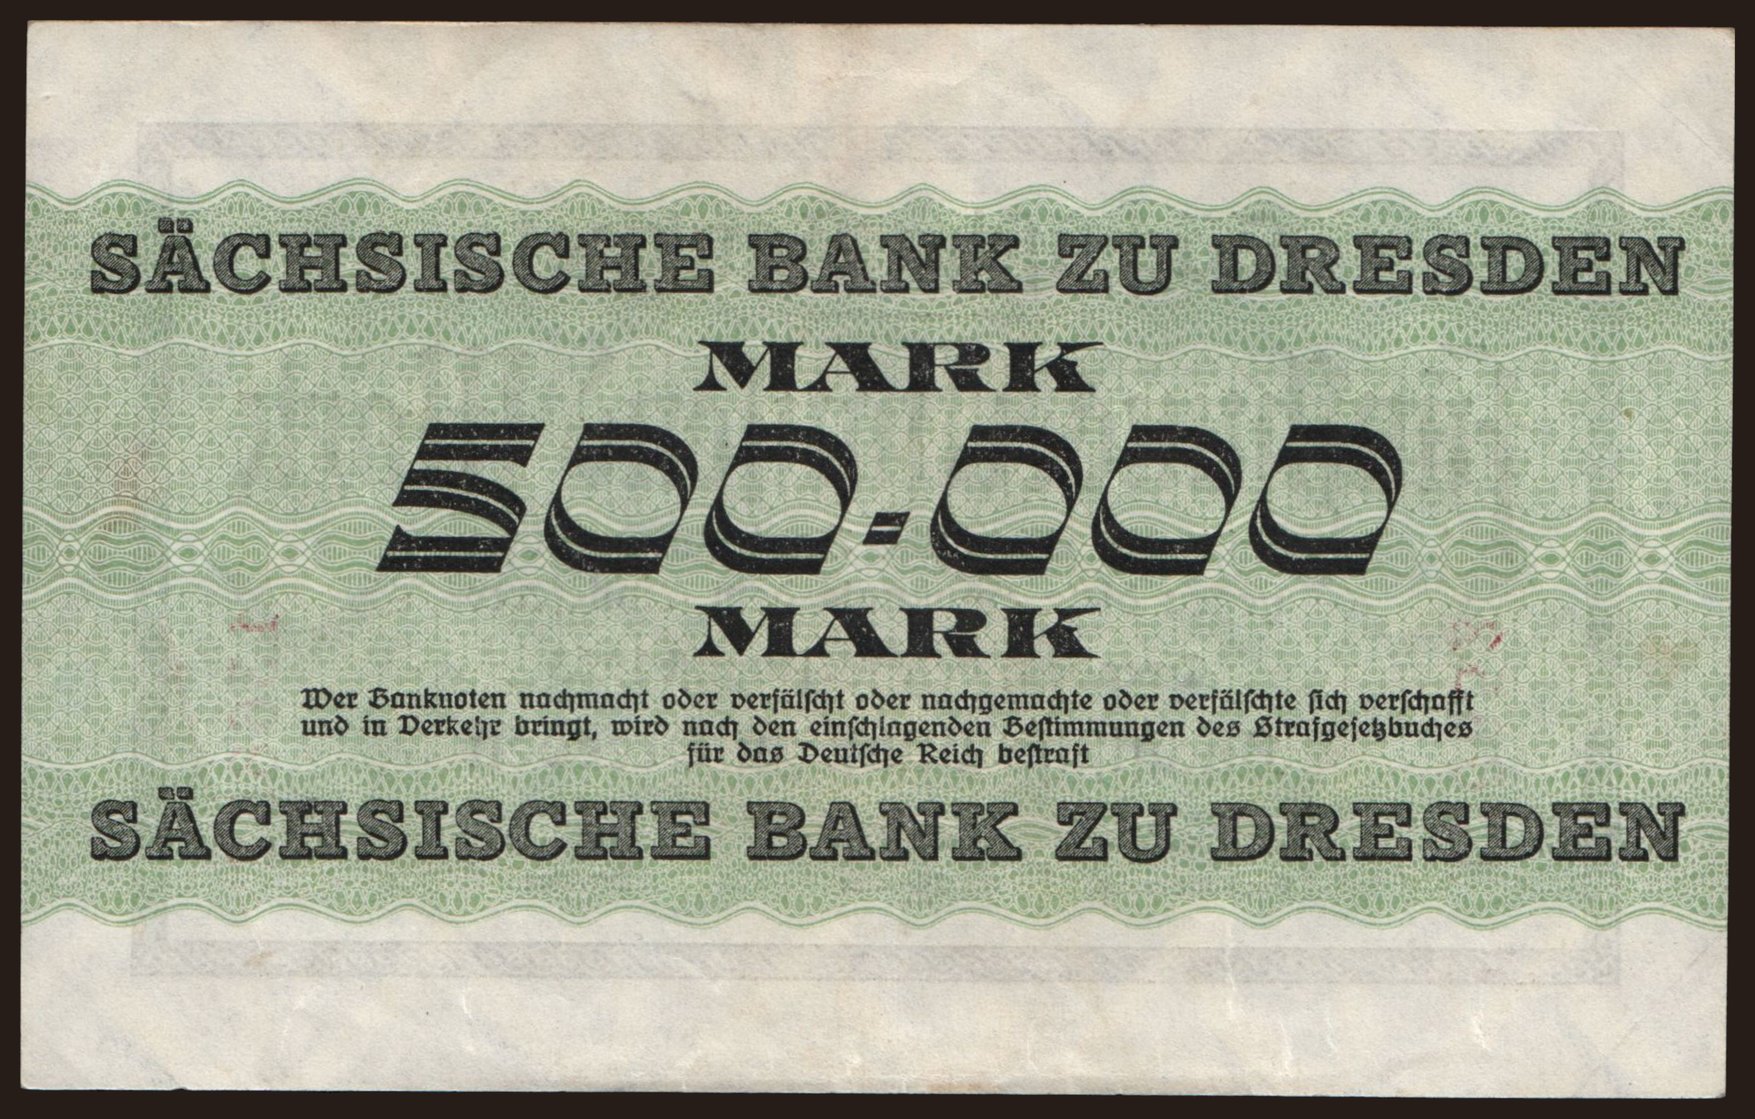 SÄCHSISCHE BANK ZU DRESDEN
MARK
500.000
MARK
Wer Banknoten nachmacht oder verfälscht oder nachgemachte oder verfälschte sich verschafft
und in Verkehr bringt, wird nach den einschlagenden Bestimmungen des Strafgesetzbuches
für das Deutsche Reich bestraft
SÄCHSISCHE BANK ZU DRESDEN